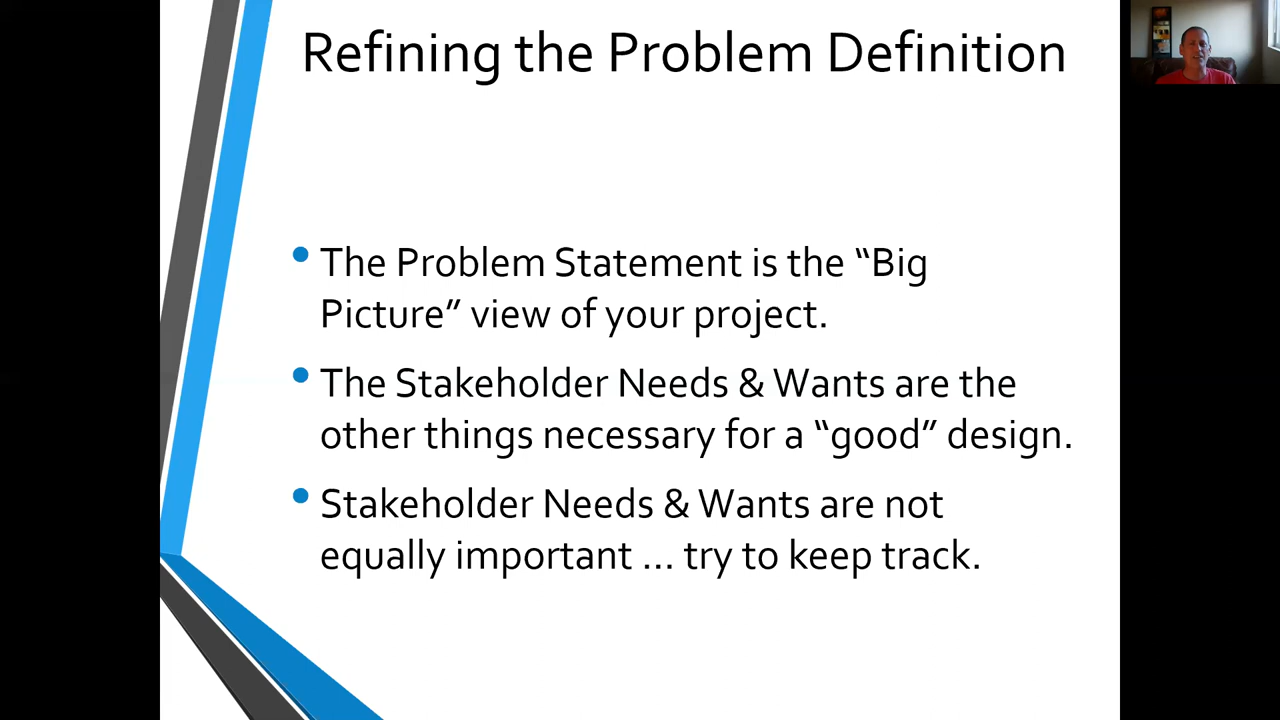 Refining the Problem Definition
• The Problem Statement is the “Big
Picture” view of your project.
• The Stakeholder Needs & Wants are the
other things necessary for a “good” design.
• Stakeholder Needs & Wants are not
equally important ... try to keep track.